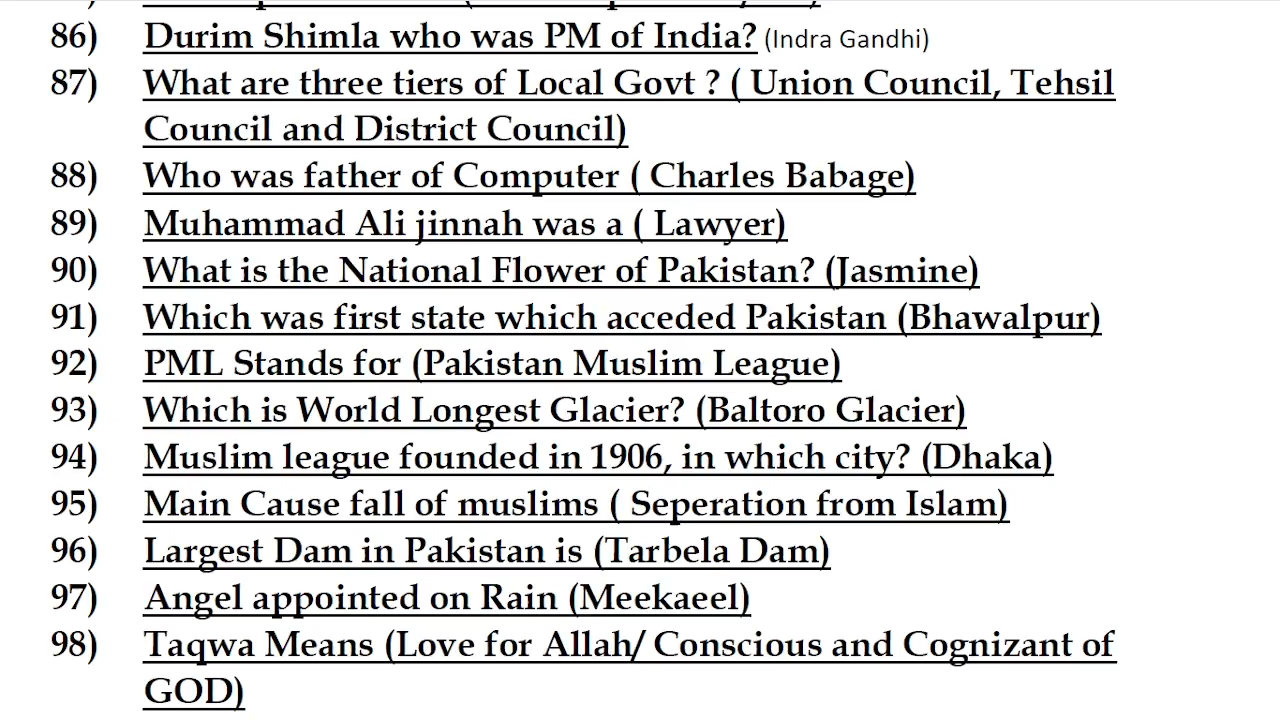 86) Durim Shimla who was PM of India? (Indra Gandhi)
87) What are three tiers of Local Govt ? ( Union Council, Tehsil
Council and District Council)
88) Who was father of Computer ( Charles Babage)
89) Muhammad Ali jinnah was a ( Lawyer)
90) What is the National Flower of Pakistan? (Jasmine)
91) Which was first state which acceded Pakistan (Bhawalpur)
92) PML Stands for (Pakistan Muslim League)
93) Which is World Longest Glacier? (Baltoro Glacier)
94) Muslim league founded in 1906, in which city? (Dhaka)
95) Main Cause fall of muslims ( Seperation from Islam)
96) Largest Dam in Pakistan is (Tarbela Dam)
97) Angel appointed on Rain (Meekaeel)
98) Taqwa Means (Love for Allah/ Conscious and Cognizant of
GOD)